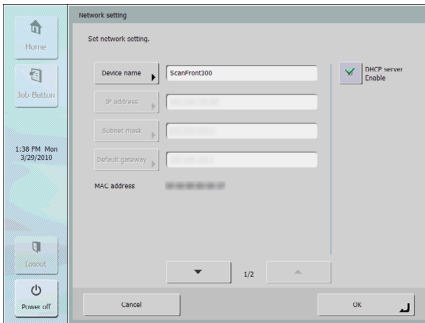 Network setting
Home
Job Button
1:38 PM Mon
3/29/2010
Logout
Power off
Set network setting.
Device name
ScanFront300
DHCP server
Enable
IP address
Subnet mask
Default gateway
MAC address
1/2
Cancel
OK